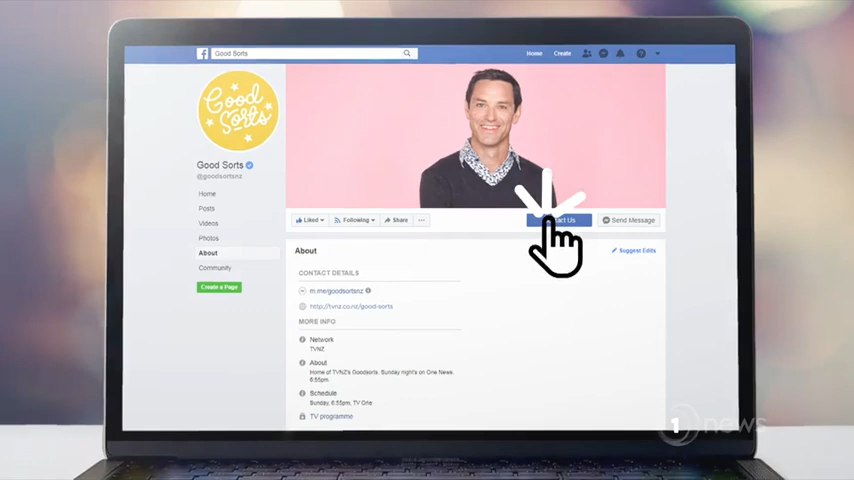 Good Sorts
Home Create
Good Sorts
Good Sorts
@goodsortsnz
Home
Posts
Videos
Photos
About
Community
Create a Page
Liked Following Share
act Us
Send Message
About
Suggest Edits
CONTACT DETAILS
m.me/goodsortsnz
http://tvnz.co.nz/good-sorts
MORE INFO
Network
TVNZ
About
Home of TVNZ's Goodsorts. Sunday night's on One News.
6:55pm.
Schedule
Sunday, 6:55pm, TV One
TV programme
1 news